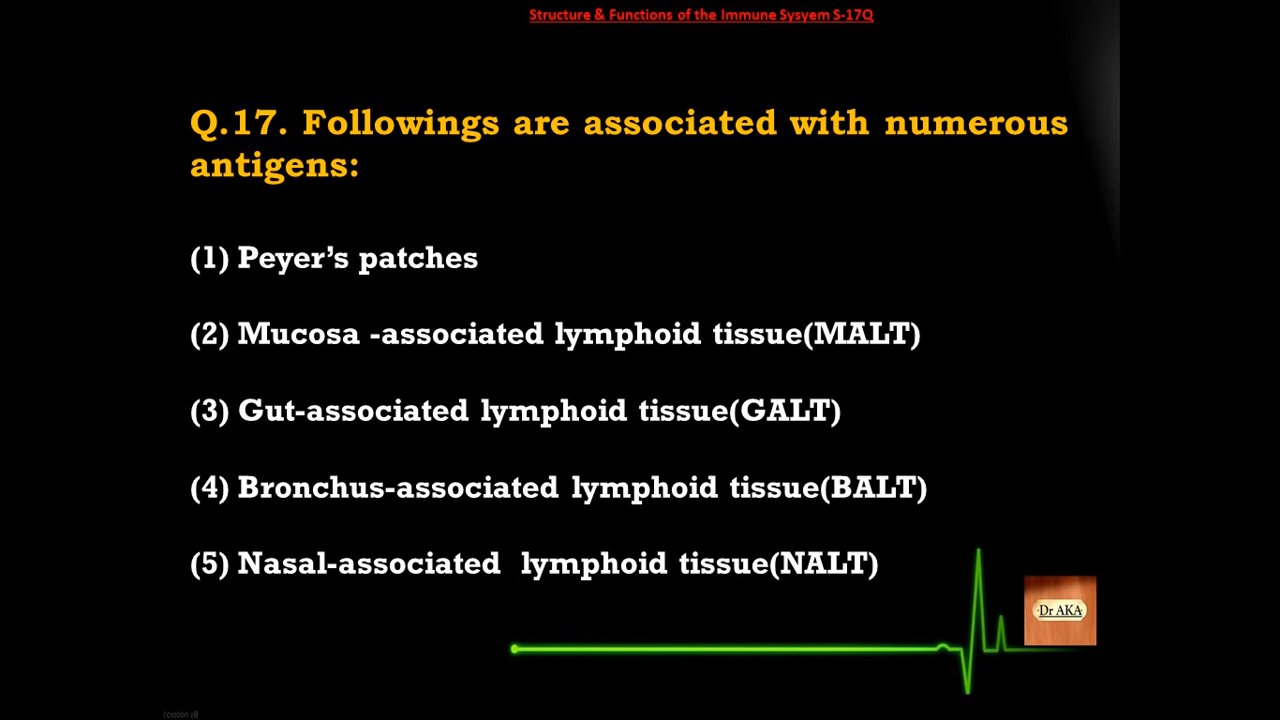 Structure & Functions of the Immune Sysyem S-17Q
Q.17. Followings are associated with numerous
antigens:
(1) Peyer’s patches
(2) Mucosa -associated lymphoid tissue(MALT)
(3) Gut-associated lymphoid tissue(GALT)
(4) Bronchus-associated lymphoid tissue(BALT)
(5) Nasal-associated lymphoid tissue(NALT)
Dr AKA